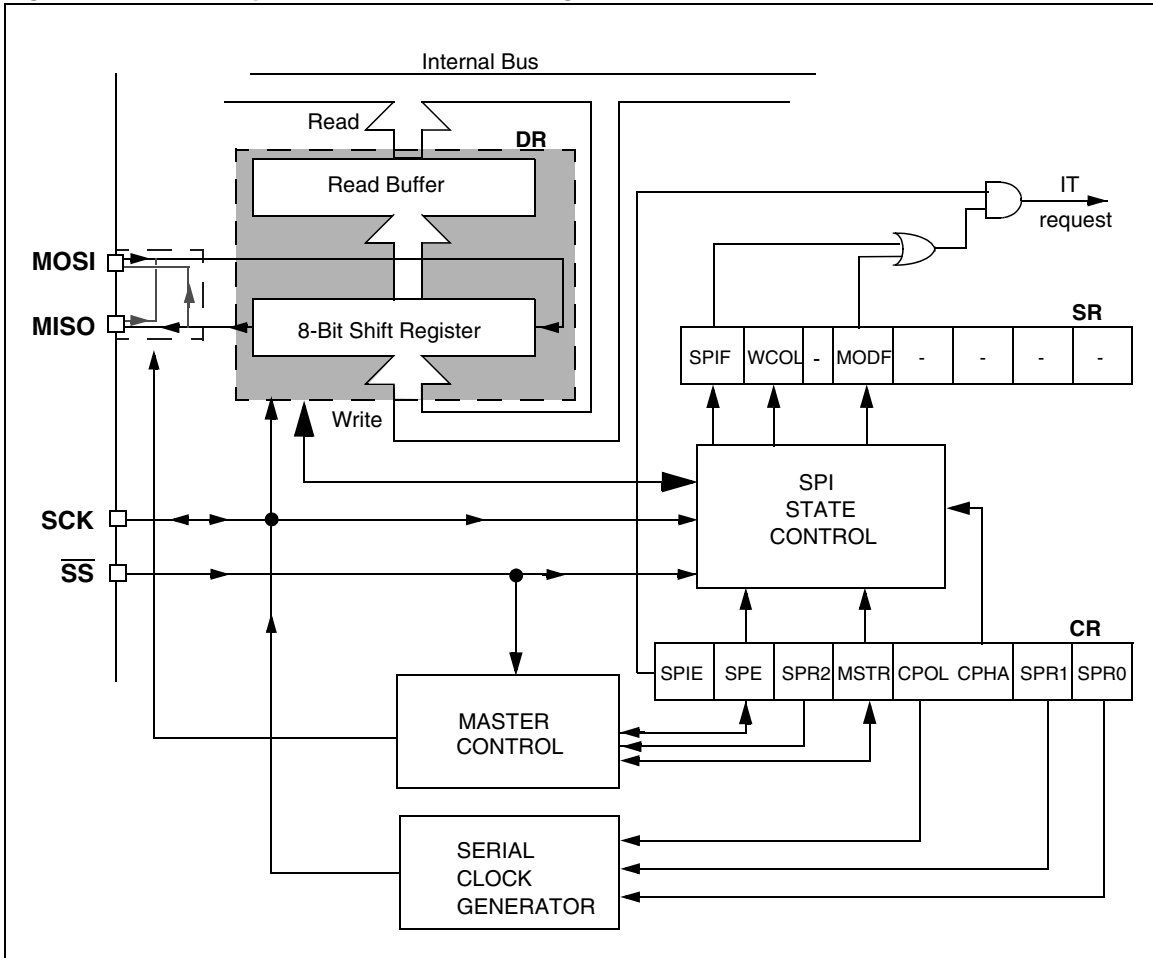 Internal Bus
Read
DR
Read Buffer
IT
request
MOSI
MISO
8-Bit Shift Register
SR
SPIF WCOL - MODF - - - -
Write
SPI
STATE
CONTROL
SCK
SS
CR
SPIE SPE SPR2 MSTR CPOL CPHA SPR1 SPR0
MASTER
CONTROL
SERIAL
CLOCK
GENERATOR